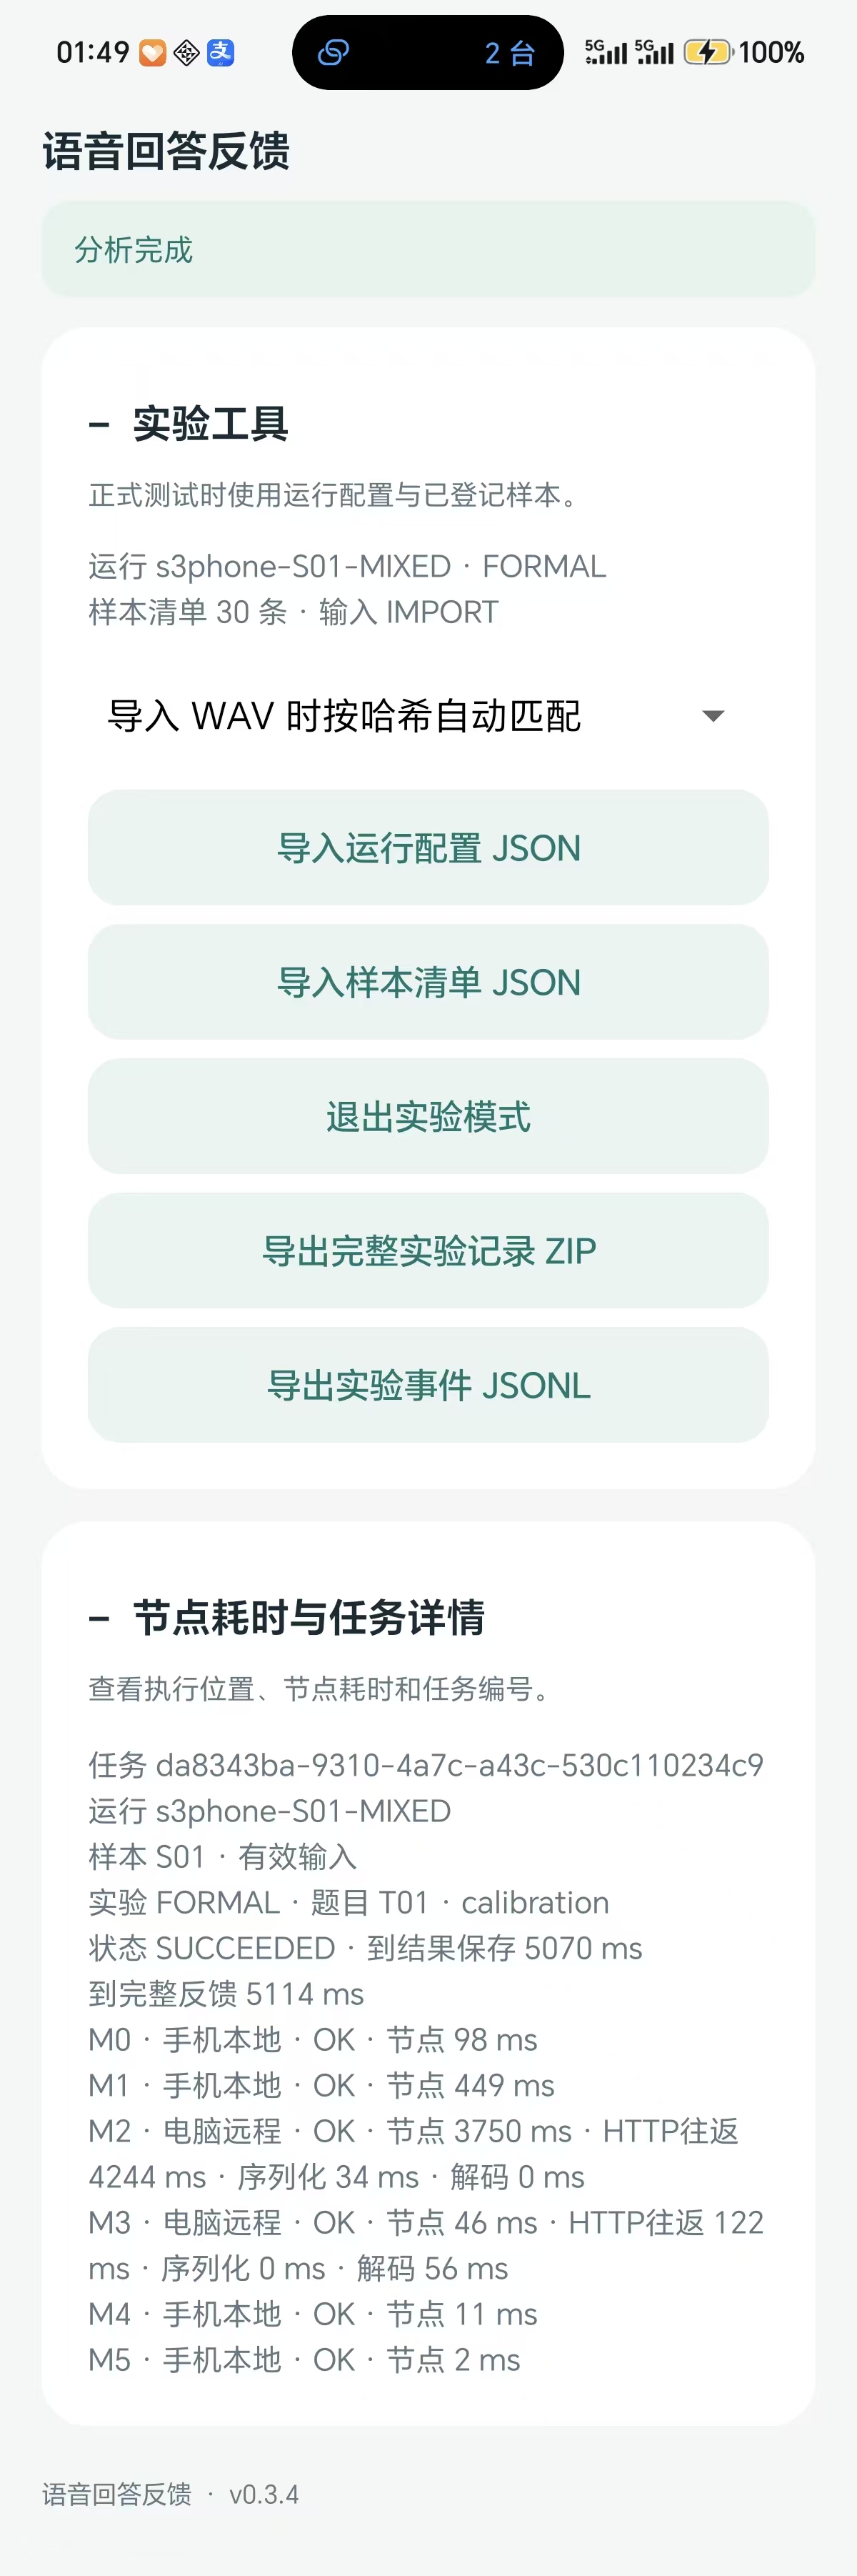 01:49 支 2 台 5G 5G 100%
语音回答反馈
分析完成
– 实验工具
正式测试时使用运行配置与已登记样本。
运行 s3phone-S01-MIXED · FORMAL
样本清单 30 条 · 输入 IMPORT
导入 WAV 时按哈希自动匹配
导入运行配置 JSON
导入样本清单 JSON
退出实验模式
导出完整实验记录 ZIP
导出实验事件 JSONL
– 节点耗时与任务详情
查看执行位置、节点耗时和任务编号。
任务 da8343ba-9310-4a7c-a43c-530c110234c9
运行 s3phone-S01-MIXED
样本 S01 · 有效输入
实验 FORMAL · 题目 T01 · calibration
状态 SUCCEEDED · 到结果保存 5070 ms
到完整反馈 5114 ms
M0 · 手机本地 · OK · 节点 98 ms
M1 · 手机本地 · OK · 节点 449 ms
M2 · 电脑远程 · OK · 节点 3750 ms · HTTP往返
4244 ms · 序列化 34 ms · 解码 0 ms
M3 · 电脑远程 · OK · 节点 46 ms · HTTP往返 122
ms · 序列化 0 ms · 解码 56 ms
M4 · 手机本地 · OK · 节点 11 ms
M5 · 手机本地 · OK · 节点 2 ms
语音回答反馈 · v0.3.4